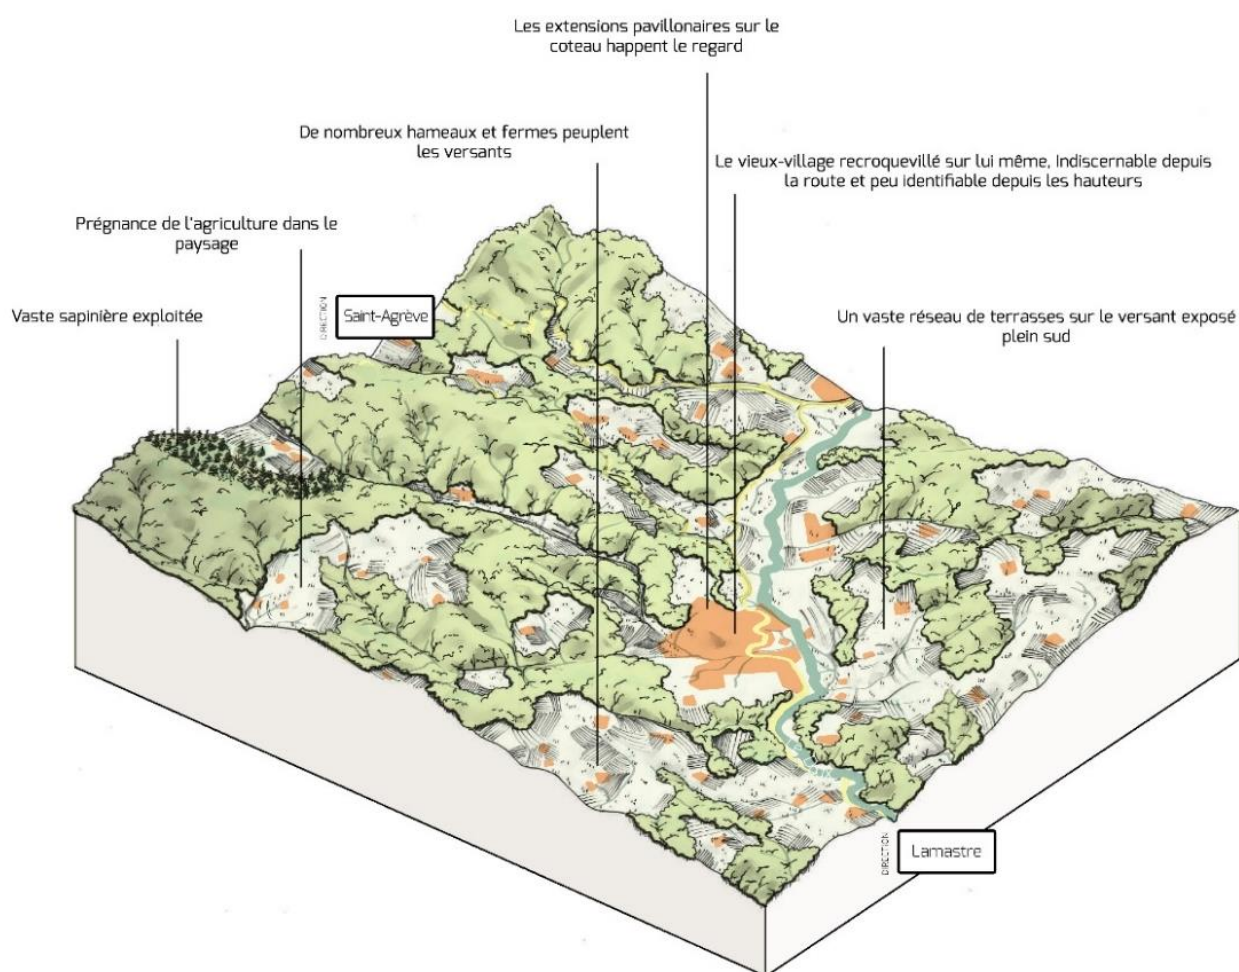 Les extensions pavillonaires sur le
coteau happent le regard
De nombreux hameaux et fermes peuplent
les versants
Le vieux-village recroquevillé sur lui même, Indiscernable depuis
la route et peu identifiable depuis les hauteurs
Prégnance de l'agriculture dans le
paysage
Vaste sapinière exploitée
DIRECTION
Saint-Agrève
Un vaste réseau de terrasses sur le versant exposé
plein sud
DIRECTION
Lamastre